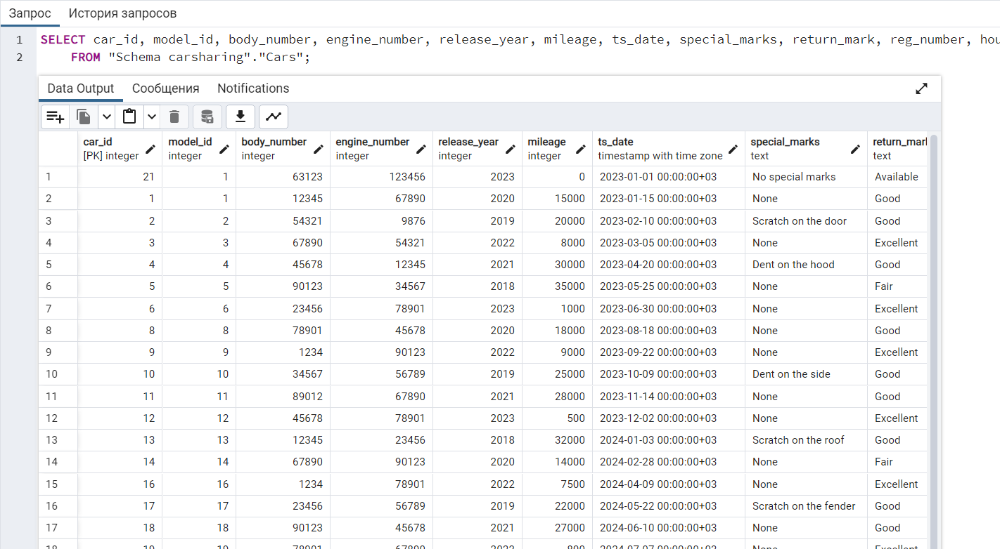 Запрос История запросов
1 SELECT car_id, model_id, body_number, engine_number, release_year, mileage, ts_date, special_marks, return_mark, reg_number, hou
2 FROM "Schema carsharing"."Cars";
Data Output Сообщения Notifications
car_id model_id body_number engine_number release_year mileage ts_date special_marks return_mark
[PK] integer integer integer integer integer integer timestamp with time zone text text
1 21 1 63123 123456 2023 0 2023-01-01 00:00:00+03 No special marks Available
2 1 1 12345 67890 2020 15000 2023-01-15 00:00:00+03 None Good
3 2 2 54321 9876 2019 20000 2023-02-10 00:00:00+03 Scratch on the door Good
4 3 3 67890 54321 2022 8000 2023-03-05 00:00:00+03 None Excellent
5 4 4 45678 12345 2021 30000 2023-04-20 00:00:00+03 Dent on the hood Good
6 5 5 90123 34567 2018 35000 2023-05-25 00:00:00+03 None Fair
7 6 6 23456 78901 2023 1000 2023-06-30 00:00:00+03 None Excellent
8 8 8 78901 45678 2020 18000 2023-08-18 00:00:00+03 None Good
9 9 9 1234 90123 2022 9000 2023-09-22 00:00:00+03 None Excellent
10 10 10 34567 56789 2019 25000 2023-10-09 00:00:00+03 Dent on the side Good
11 11 11 89012 67890 2021 28000 2023-11-14 00:00:00+03 None Good
12 12 12 45678 78901 2023 500 2023-12-02 00:00:00+03 None Excellent
13 13 13 12345 23456 2018 32000 2024-01-03 00:00:00+03 Scratch on the roof Good
14 14 14 67890 90123 2020 14000 2024-02-28 00:00:00+03 None Fair
15 16 16 1234 78901 2022 7500 2024-04-09 00:00:00+03 None Excellent
16 17 17 23456 56789 2019 22000 2024-05-22 00:00:00+03 Scratch on the fender Good
17 18 18 90123 45678 2021 27000 2024-06-10 00:00:00+03 None Good
18 19 19 78901 67890 2023 800 2024-07-07 00:00:00+03 None Excellent